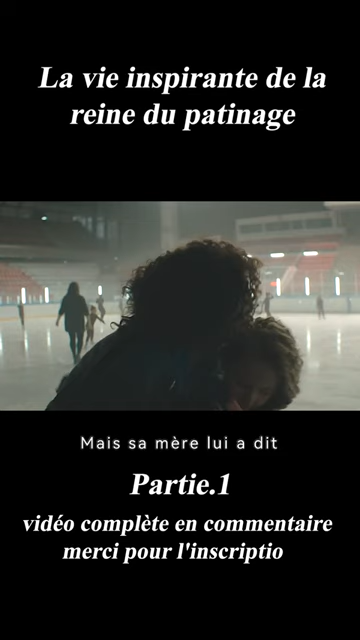 La vie inspirante de la
reine du patinage
Mais sa mère lui a dit
Partie.1
vidéo complète en commentaire
merci pour l'inscriptio